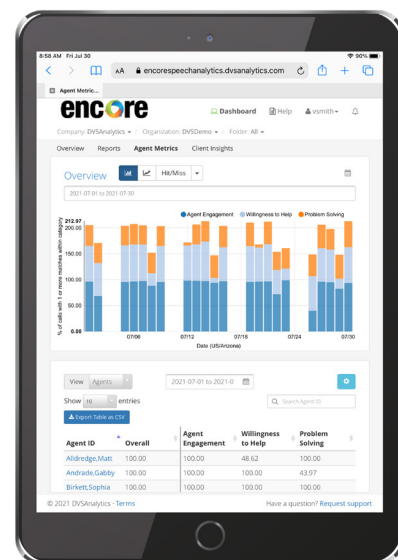 8:58 AM Fri Jul 30
90%
AA encorespeechanalytics.dvsanalytics.com
Agent Metric...
encore
Dashboard Help vsmith
Company: DVSAnalytics / Organization: DVSDemo / Folder: All
Overview Reports Agent Metrics Client Insights
Overview Hit/Miss
2021-07-01 to 2021-07-30
Agent Engagement Willingness to Help Problem Solving
% of calls with 1 or more matches within category
212.97
200.00
150.00
100.00
50.00
0.00
07/06 07/12 07/18 07/24 07/30
Date (US/Arizona)
View Agents 2021-07-01 to 2021-0
Show 10 entries Search Agent ID
Export Table as CSV
Agent ID Overall Agent Engagement Willingness to Help Problem Solving
Alldredge,Matt 100.00 100.00 48.62 100.00
Andrade,Gabby 100.00 100.00 100.00 43.97
Birkett,Sophia 100.00 100.00 100.00 100.00
© 2021 DVSAnalytics - Terms Have a question? Request support